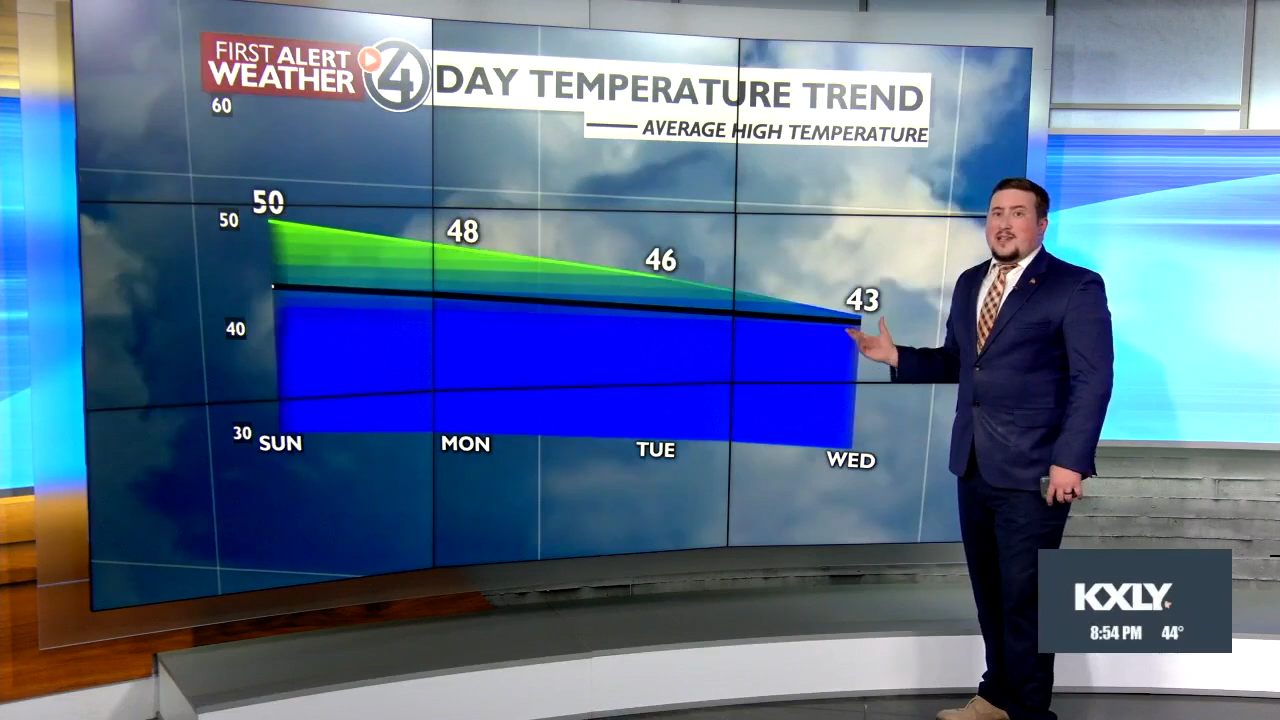 FIRST ALERT
WEATHER
4 DAY TEMPERATURE TREND
AVERAGE HIGH TEMPERATURE
60
50
50
48
46
43
40
30
SUN
MON
TUE
WED
KXLY
8:54 PM 44°